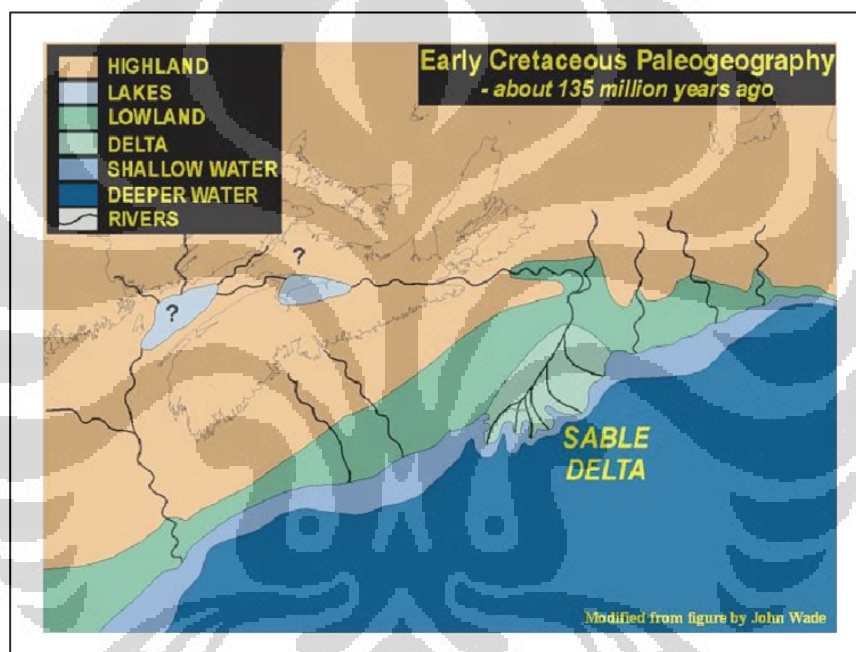 Early Cretaceous Paleogeography
- about 135 million years ago
HIGHLAND
LAKES
LOWLAND
DELTA
SHALLOW WATER
DEEPER WATER
RIVERS
?
?
SABLE
DELTA
Modified from figure by John Wade